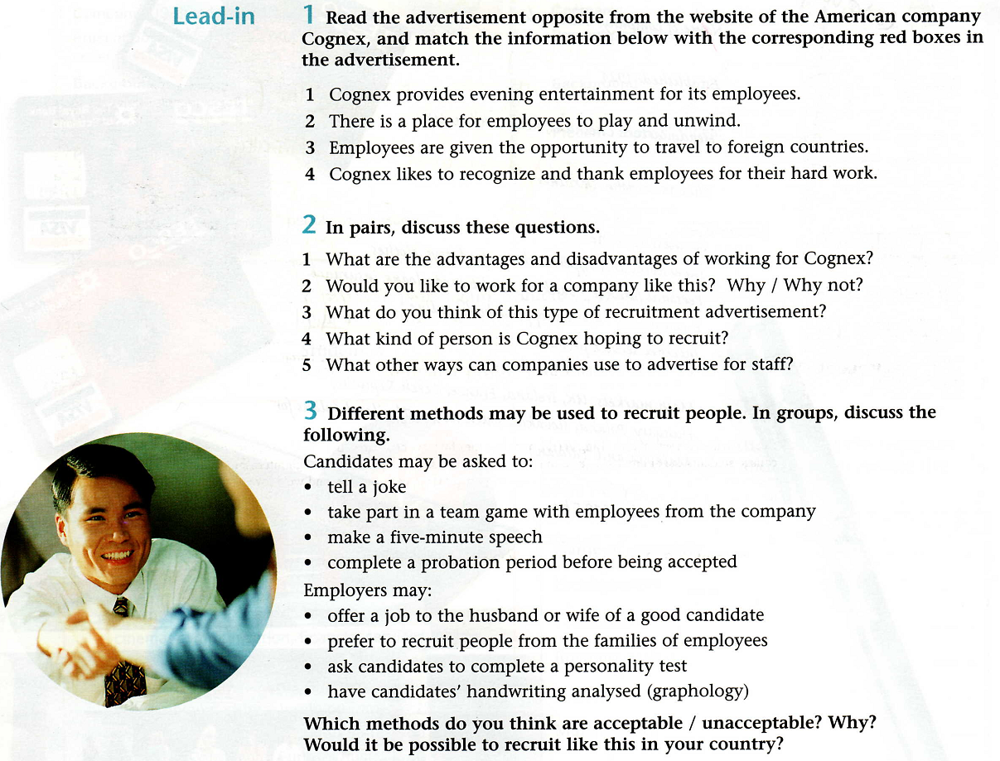 Lead-in
1 Read the advertisement opposite from the website of the American company
Cognex, and match the information below with the corresponding red boxes in
the advertisement.
1 Cognex provides evening entertainment for its employees.
2 There is a place for employees to play and unwind.
3 Employees are given the opportunity to travel to foreign countries.
4 Cognex likes to recognize and thank employees for their hard work.
2 In pairs, discuss these questions.
1 What are the advantages and disadvantages of working for Cognex?
2 Would you like to work for a company like this? Why / Why not?
3 What do you think of this type of recruitment advertisement?
4 What kind of person is Cognex hoping to recruit?
5 What other ways can companies use to advertise for staff?
3 Different methods may be used to recruit people. In groups, discuss the
following.
Candidates may be asked to:
• tell a joke
• take part in a team game with employees from the company
• make a five-minute speech
• complete a probation period before being accepted
Employers may:
• offer a job to the husband or wife of a good candidate
• prefer to recruit people from the families of employees
• ask candidates to complete a personality test
• have candidates' handwriting analysed (graphology)
Which methods do you think are acceptable / unacceptable? Why?
Would it be possible to recruit like this in your country?